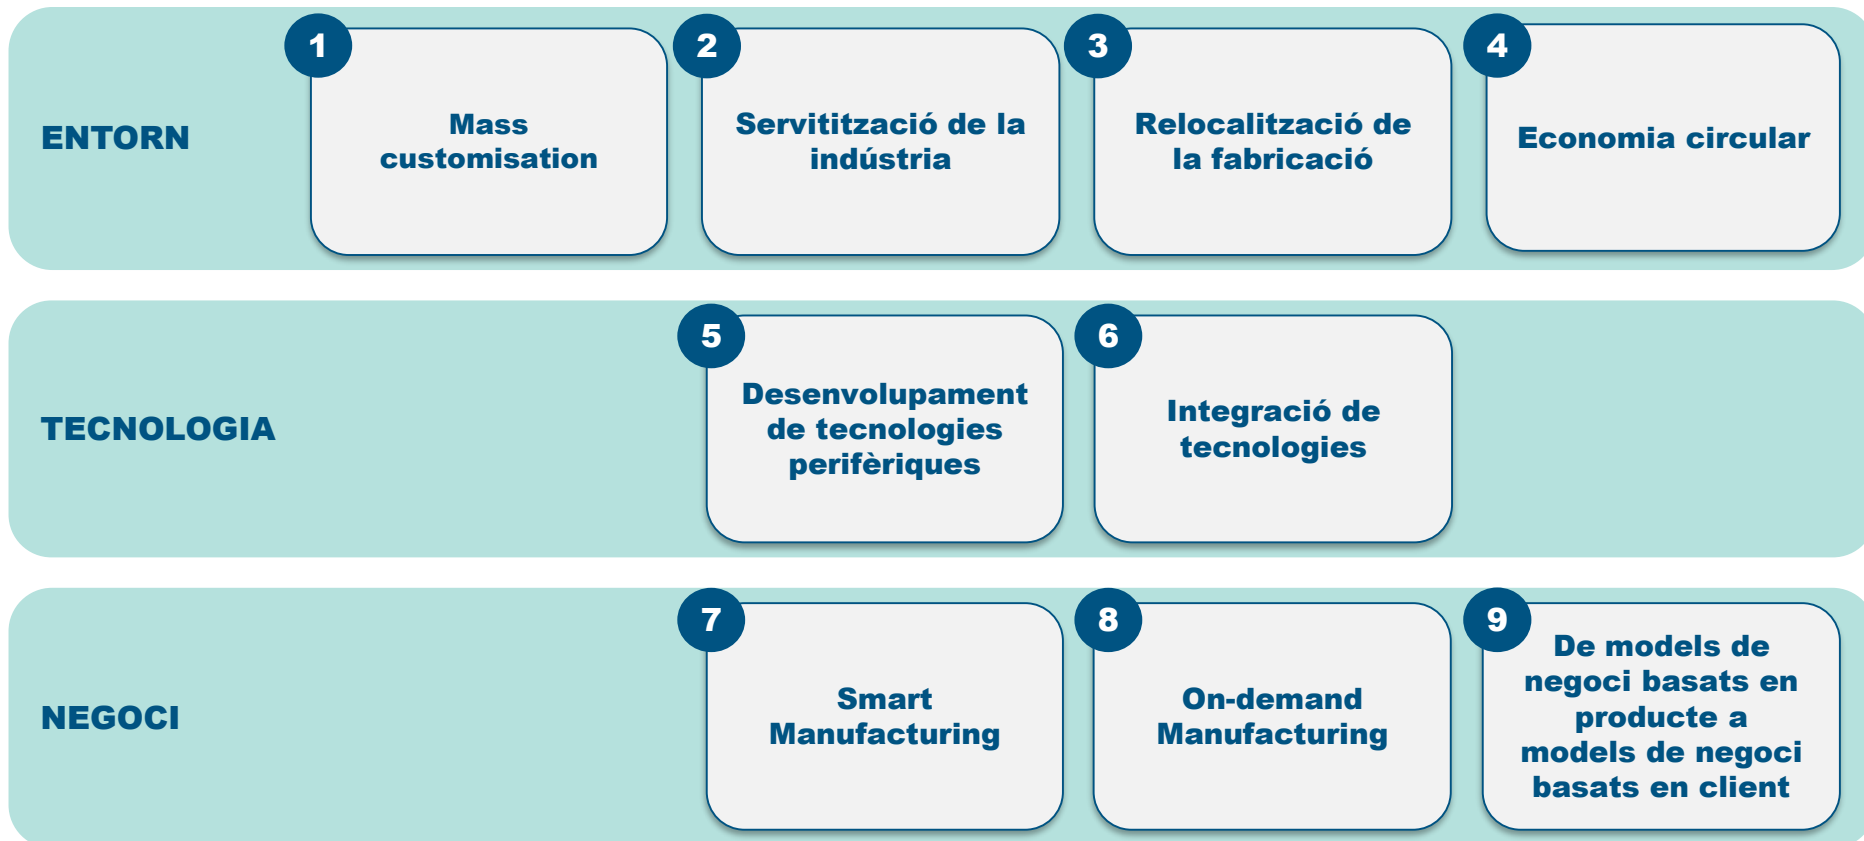 ENTORN
1
Mass
customisation
2
Servitització de la
indústria
3
Relocalització de
la fabricació
4
Economia circular
TECNOLOGIA
5
Desenvolupament
de tecnologies
perifèriques
6
Integració de
tecnologies
NEGOCI
7
Smart
Manufacturing
8
On-demand
Manufacturing
9
De models de
negoci basats en
producte a
models de negoci
basats en client